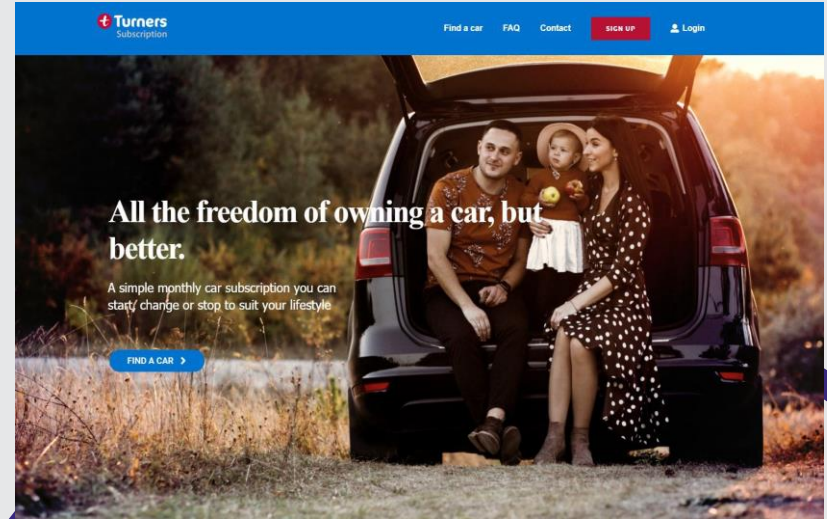 Turners
Subscription
Find a car
FAQ
Contact
SIGN UP
Login
All the freedom of owning a car, but
better.
A simple monthly car subscription you can
start, change or stop to suit your lifestyle
FIND A CAR